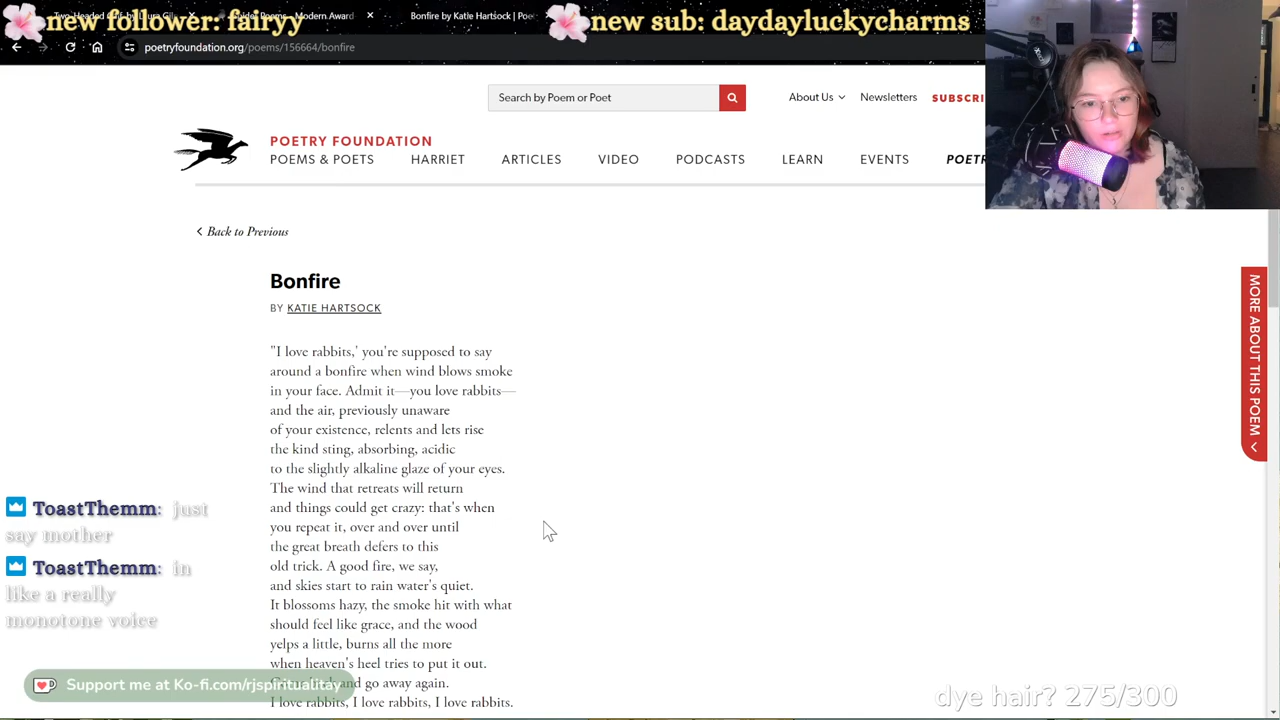 new follower: fairyy
new sub: daydayluckycharms
Poems - Modern Award
Bonfire by Katie Hartsock | Poe
poetryfoundation.org/poems/156664/bonfire
Search by Poem or Poet
About Us
Newsletters
SUBSCRI
POETRY FOUNDATION
POEMS & POETS
HARRIET
ARTICLES
VIDEO
PODCASTS
LEARN
EVENTS
POETR
Back to Previous
Bonfire
BY KATIE HARTSOCK
"I love rabbits,' you're supposed to say
around a bonfire when wind blows smoke
in your face. Admit it—you love rabbits—
and the air, previously unaware
of your existence, relents and lets rise
the kind sting, absorbing, acidic
to the slightly alkaline glaze of your eyes.
The wind that retreats will return
and things could get crazy: that's when
you repeat it, over and over until
the great breath defers to this
old trick. A good fire, we say,
and skies start to rain water's quiet.
It blossoms hazy, the smoke hit with what
should feel like grace, and the wood
yelps a little, burns all the more
when heaven's heel tries to put it out.
and go away again.
I love rabbits, I love rabbits, I love rabbits.
MORE ABOUT THIS POEM
ToastThemm: just
say mother
ToastThemm: in
like a really
monotone voice
Support me at Ko-fi.com/rjspiritualitay
dye hair? 275/300